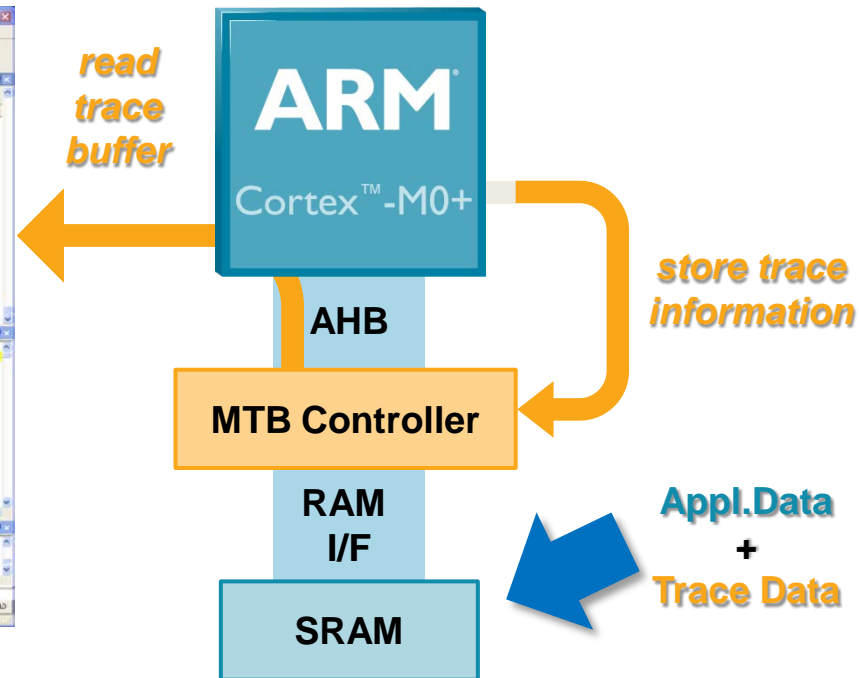 read
trace
buffer
ARM
Cortex™-M0+
store trace
information
AHB
MTB Controller
RAM
I/F
Appl.Data
+
Trace Data
SRAM